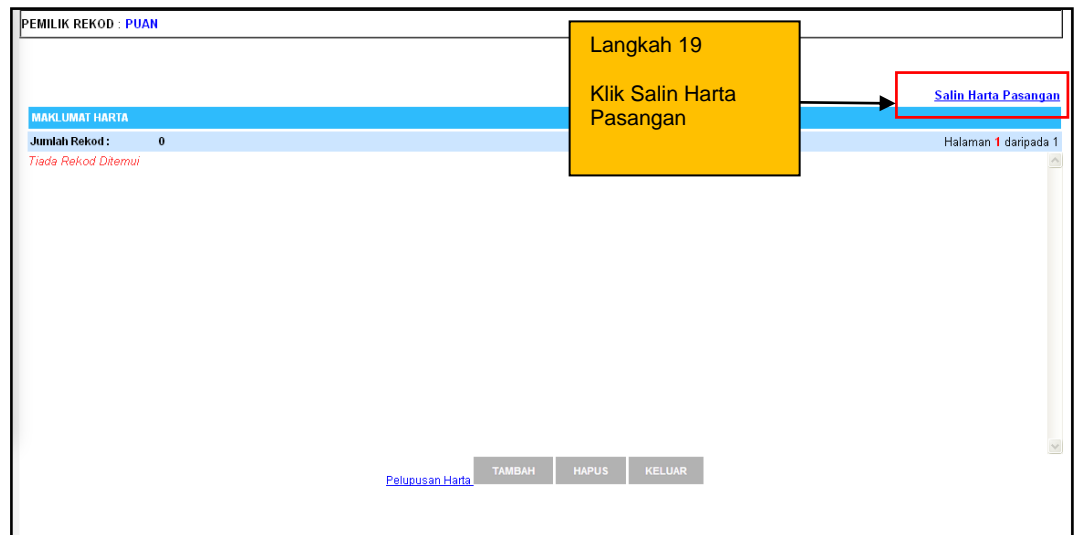 PEMILIK REKOD : PUAN
Langkah 19
Klik Salin Harta
Pasangan
Salin Harta Pasangan
MAKLUMAT HARTA
Jumlah Rekod : 0
Halaman 1 daripada 1
Tiada Rekod Ditemui
Pelupusan Harta
TAMBAH
HAPUS
KELUAR